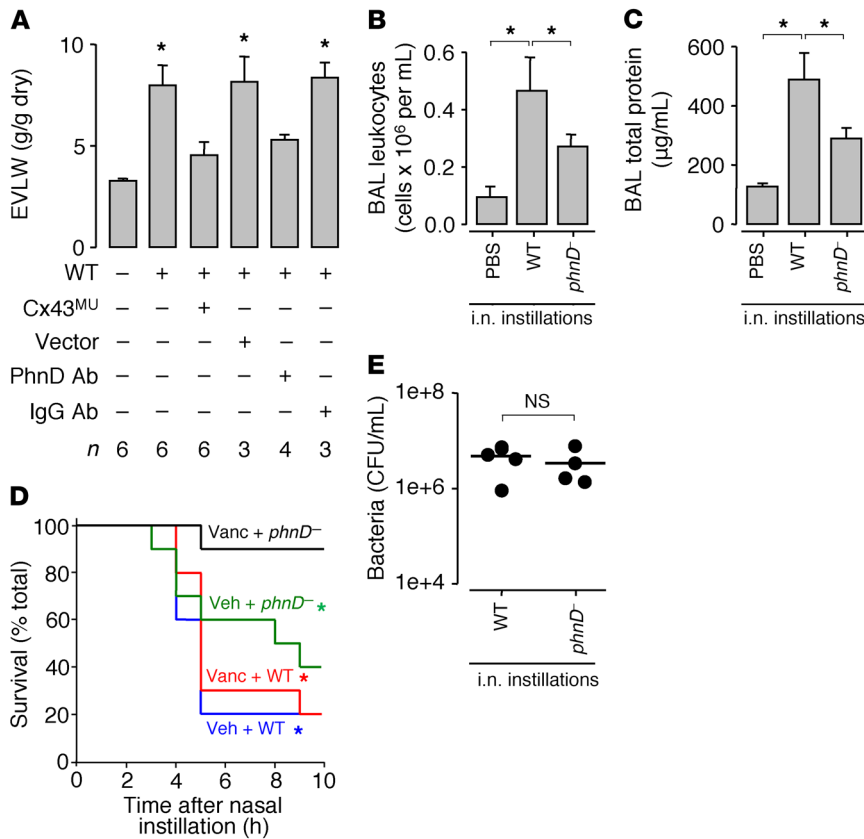 A
EVLW (g/g dry)
10
5
0
* * *
WT – + + + + +
Cx43ᴹᵁ – – + – – –
Vector – – – + – –
PhnD Ab – – – – + –
IgG Ab – – – – – +
n 6 6 6 3 4 3
B
BAL leukocytes
(cells x 10⁶ per mL)
0.6
0.4
0.2
0.0
* *
PBS WT phnD⁻
i.n. instillations
C
BAL total protein
(µg/mL)
600
400
200
0
* *
PBS WT phnD⁻
i.n. instillations
D
Survival (% total)
100
80
60
40
20
0
Vanc + phnD⁻
Veh + phnD⁻ *
Vanc + WT *
Veh + WT *
0 2 4 6 8 10
Time after nasal
instillation (h)
E
Bacteria (CFU/mL)
1e+8
1e+6
1e+4
NS
WT phnD⁻
i.n. instillations